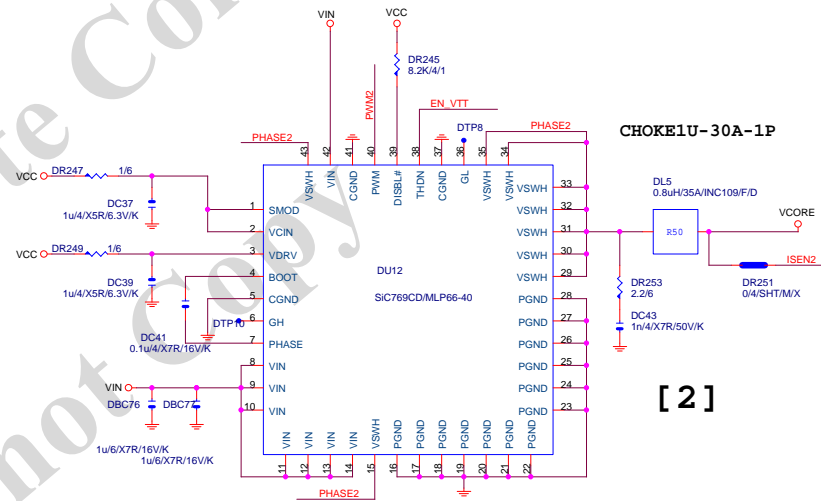 VIN
VCC
DR245
8.2K/4/1
PWM2
EN_VTT
PHASE2
DTP8
PHASE2
CHOKE1U-30A-1P
43
42
41
40
39
38
37
36
35
34
VSWH
VIN
CGND
PWM
DISBL#
THDN
CGND
GL
VSWH
VSWH
VCC
DR247
1/6
DC37
1u/4/X5R/6.3V/K
VCC
DR249
1/6
DC39
1u/4/X5R/6.3V/K
1 SMOD
2 VCIN
3 VDRV
4 BOOT
5 CGND
6 GH
7 PHASE
8 VIN
9 VIN
10 VIN
DTP10
DC41
0.1u/4/X7R/16V/K
VIN
DBC76
DBC77
1u/6/X7R/16V/K
1u/6/X7R/16V/K
DU12
SiC769CD/MLP66-40
VSWH 33
VSWH 32
VSWH 31
VSWH 30
VSWH 29
PGND 28
PGND 27
PGND 26
PGND 25
PGND 24
PGND 23
DL5
0.8uH/35A/INC109/F/D
R50
VCORE
ISEN2
DR251
0/4/SHT/M/X
DR253
2.2/6
DC43
1n/4/X7R/50V/K
[2]
VIN
VIN
VIN
VIN
VSWH
PGND
PGND
PGND
PGND
PGND
PGND
PGND
11
12
13
14
15
16
17
18
19
20
21
22
PHASE2
not Copy